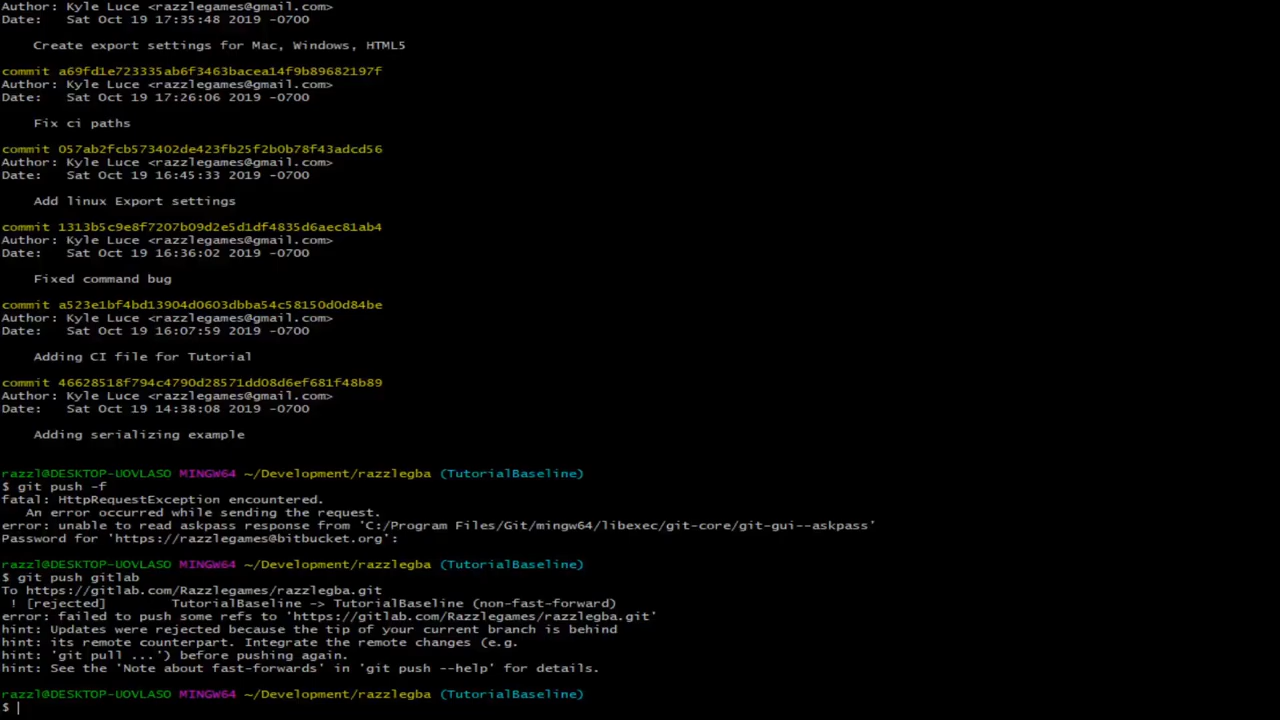 Author: Kyle Luce <razzlegames@gmail.com>
Date:   Sat Oct 19 17:35:48 2019 -0700
Create export settings for Mac, Windows, HTML5
commit a69fd1e723335ab6f3463bacea14f9b89682197f
Author: Kyle Luce <razzlegames@gmail.com>
Date:   Sat Oct 19 17:26:06 2019 -0700
Fix ci paths
commit 057ab2fcb573402de423fb25f2b0b78f43adcd56
Author: Kyle Luce <razzlegames@gmail.com>
Date:   Sat Oct 19 16:45:33 2019 -0700
Add linux Export settings
commit 1313b5c9e8f7207b09d2e5d1df4835d6aec81ab4
Author: Kyle Luce <razzlegames@gmail.com>
Date:   Sat Oct 19 16:36:02 2019 -0700
Fixed command bug
commit a523e1bf4bd13904d0603dbba54c58150d0d84be
Author: Kyle Luce <razzlegames@gmail.com>
Date:   Sat Oct 19 16:07:59 2019 -0700
Adding CI file for Tutorial
commit 46628518f794c4790d28571dd08d6ef681f48b89
Author: Kyle Luce <razzlegames@gmail.com>
Date:   Sat Oct 19 14:38:08 2019 -0700
Adding serializing example
razzl@DESKTOP-UOVLASO MINGW64 ~/Development/razzlegba (TutorialBaseline)
$ git push -f
fatal: HttpRequestException encountered.
An error occurred while sending the request.
error: unable to read askpass response from 'C:/Program Files/Git/mingw64/libexec/git-core/git-gui--askpass'
Password for 'https://razzlegames@bitbucket.org':
razzl@DESKTOP-UOVLASO MINGW64 ~/Development/razzlegba (TutorialBaseline)
$ git push gitlab
To https://gitlab.com/Razzlegames/razzlegba.git
! [rejected]        TutorialBaseline -> TutorialBaseline (non-fast-forward)
error: failed to push some refs to 'https://gitlab.com/Razzlegames/razzlegba.git'
hint: Updates were rejected because the tip of your current branch is behind
hint: its remote counterpart. Integrate the remote changes (e.g.
hint: 'git pull ...') before pushing again.
hint: See the 'Note about fast-forwards' in 'git push --help' for details.
razzl@DESKTOP-UOVLASO MINGW64 ~/Development/razzlegba (TutorialBaseline)
$